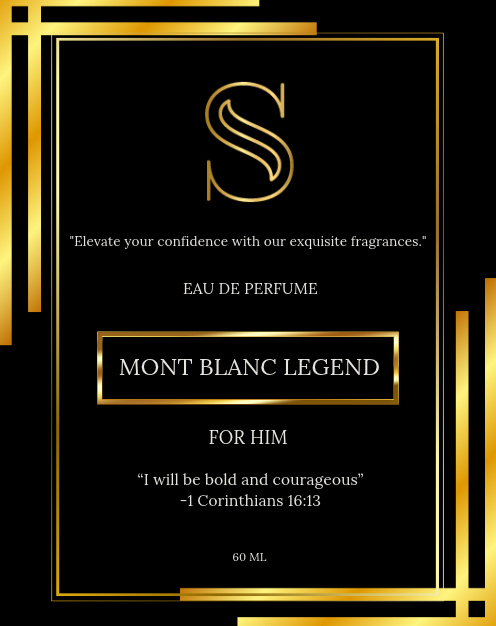 S
"Elevate your confidence with our exquisite fragrances."
EAU DE PERFUME
MONT BLANC LEGEND
FOR HIM
“I will be bold and courageous”
-1 Corinthians 16:13
60 ML